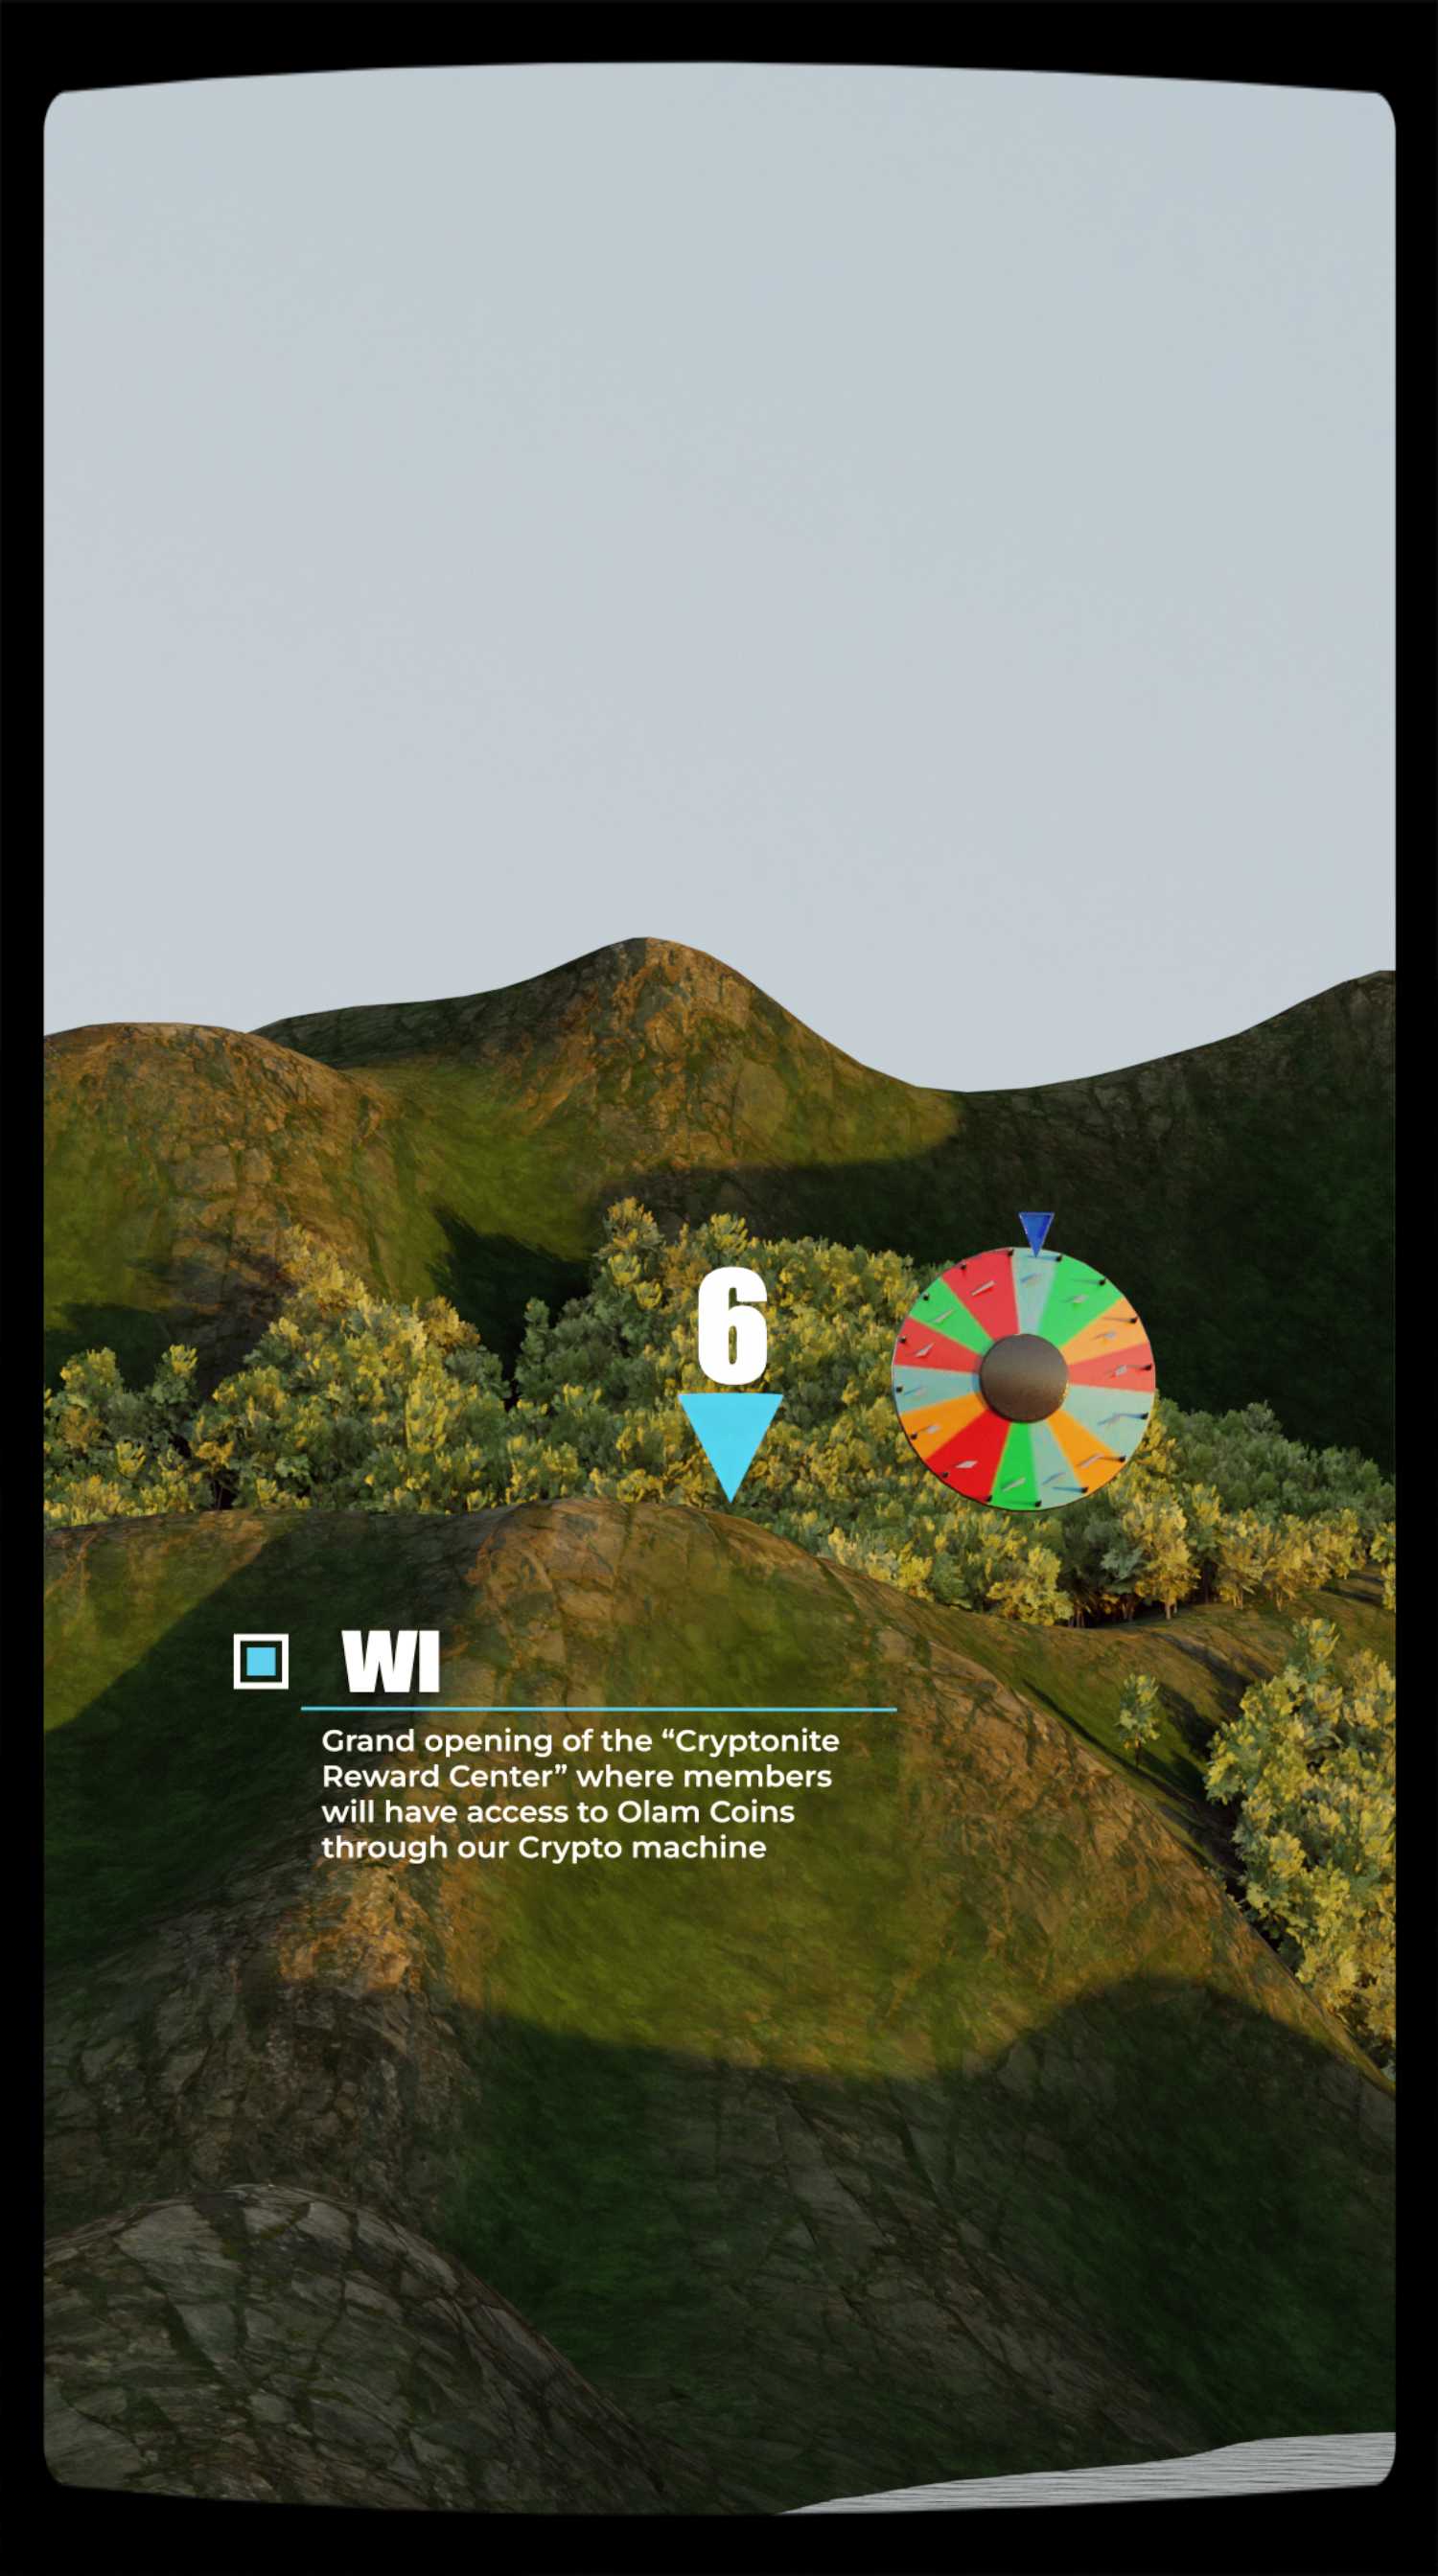 6
WI
Grand opening of the “Cryptonite
Reward Center” where members
will have access to Olam Coins
through our Crypto machine